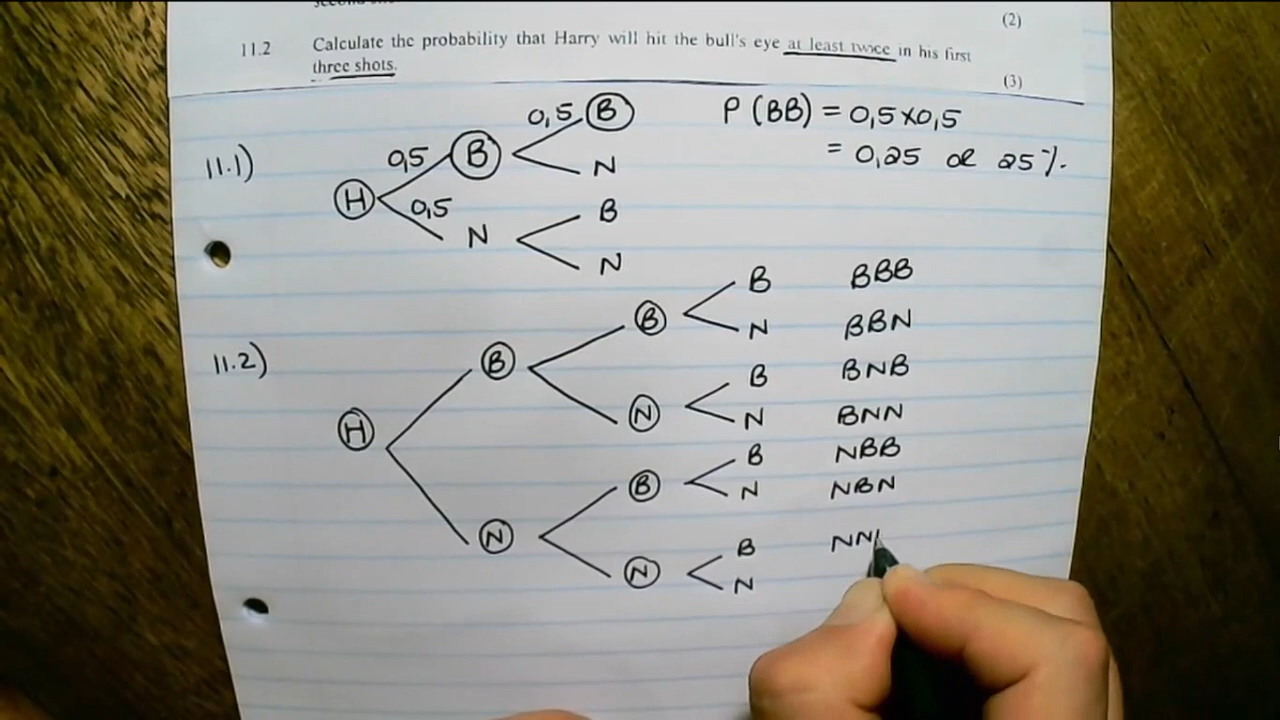 (2)
11.2 Calculate the probability that Harry will hit the bull's eye at least twice in his first
three shots.
(3)
11.1)
H
0,5 B
0,5 B
N
0,5 N
B
N
P (BB) = 0,5 x 0,5
= 0,25 or 25%.
11.2)
H
B
B
B BBB
N BBN
N
B BNB
N BNN
N
B
B NBB
N NBN
N
B NN
N